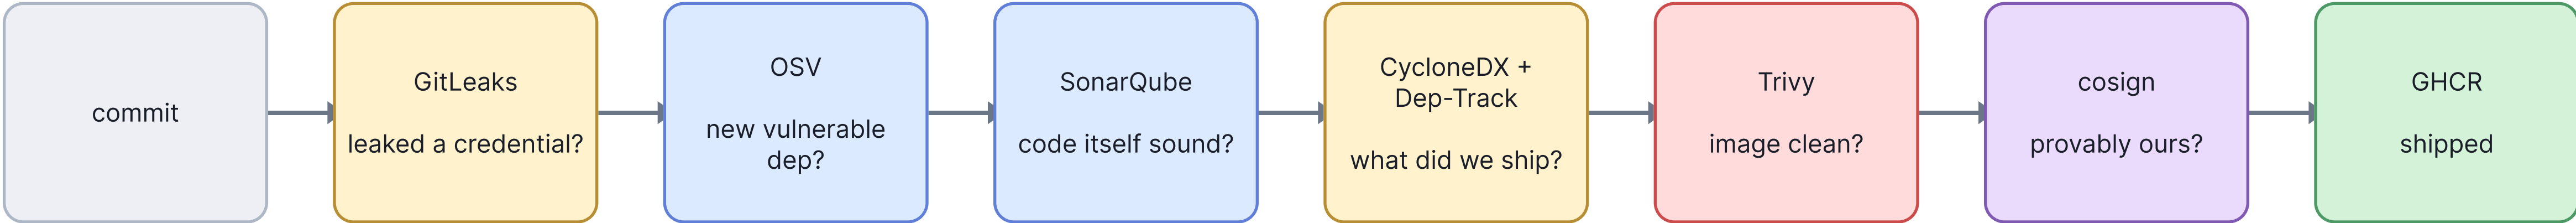 commit
GitLeaks
leaked a credential?
OSV
new vulnerable
dep?
SonarQube
code itself sound?
CycloneDX +
Dep-Track
what did we ship?
Trivy
image clean?
cosign
provably ours?
GHCR
shipped